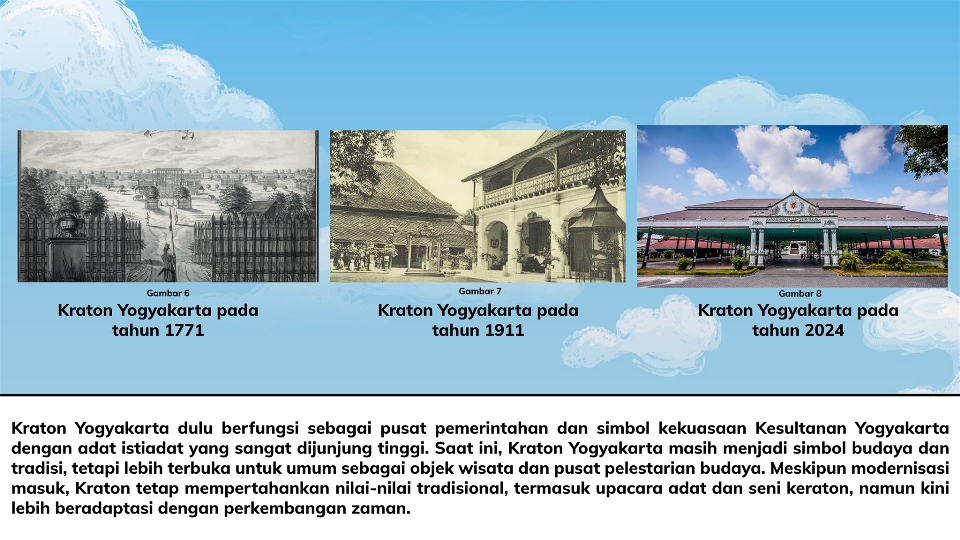 Gambar 6
Kraton Yogyakarta pada
tahun 1771
Gambar 7
Kraton Yogyakarta pada
tahun 1911
Gambar 8
Kraton Yogyakarta pada
tahun 2024
Kraton Yogyakarta dulu berfungsi sebagai pusat pemerintahan dan simbol kekuasaan Kesultanan Yogyakarta
dengan adat istiadat yang sangat dijunjung tinggi. Saat ini, Kraton Yogyakarta masih menjadi simbol budaya dan
tradisi, tetapi lebih terbuka untuk umum sebagai objek wisata dan pusat pelestarian budaya. Meskipun modernisasi
masuk, Kraton tetap mempertahankan nilai-nilai tradisional, termasuk upacara adat dan seni keraton, namun kini
lebih beradaptasi dengan perkembangan zaman.